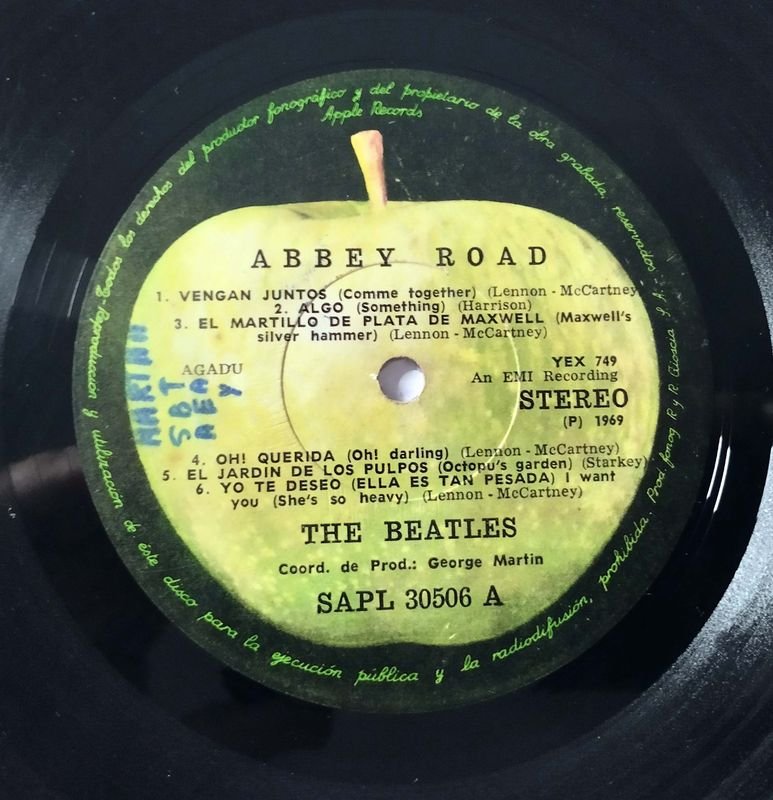 Todos los derechos del productor fonográfico y del propietario de la obra grabada, reservados.
Apple Records
ABBEY ROAD
1. VENGAN JUNTOS (Comme together) (Lennon - McCartney)
2. ALGO (Something) (Harrison)
3. EL MARTILLO DE PLATA DE MAXWELL (Maxwell's
silver hammer) (Lennon - McCartney)
AGADU
YEX 749
An EMI Recording
STEREO
(P) 1969
4. OH! QUERIDA (Oh! darling) (Lennon - McCartney)
5. EL JARDIN DE LOS PULPOS (Octopu's garden) (Starkey)
6. YO TE DESEO (ELLA ES TAN PESADA) I want
you (She's so heavy) (Lennon - McCartney)
THE BEATLES
Coord. de Prod.: George Martin
SAPL 30506 A
y utilización de éste disco para la ejecución pública y la radiodifusión, prohibida. Prod. fonog. R. y R. Gioscia S.A.-